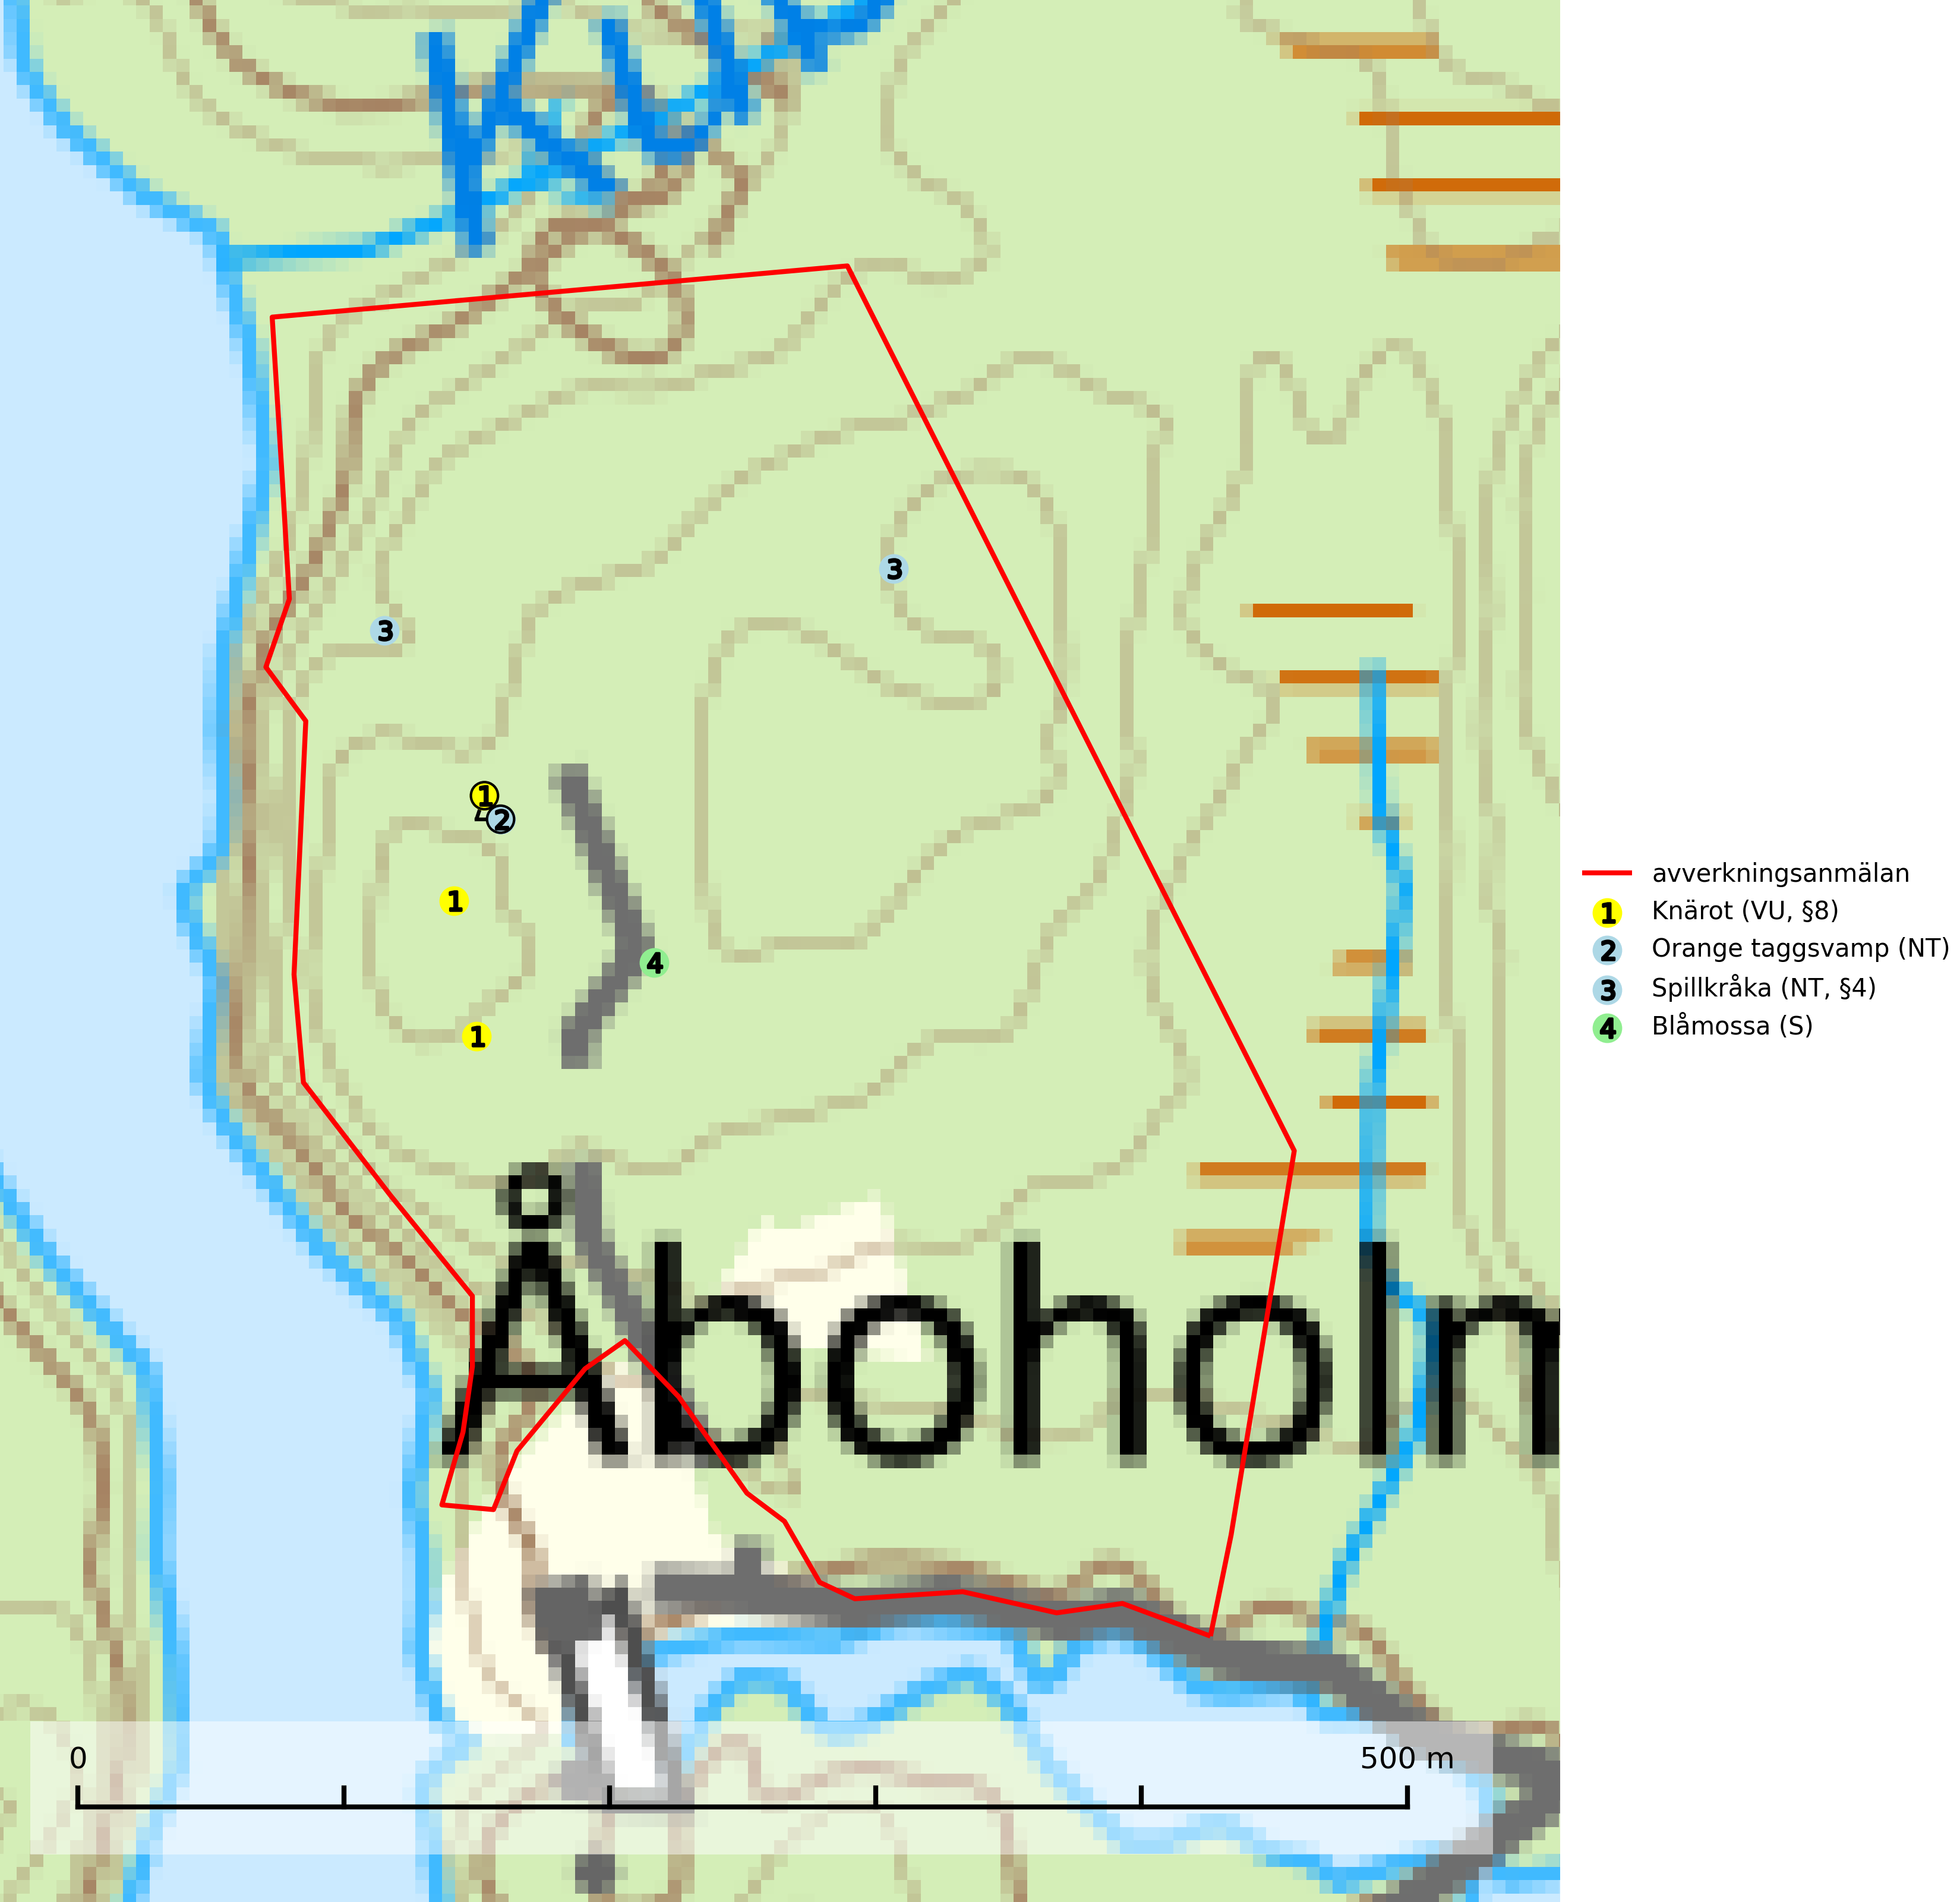 3
3
1
2
1
4
1
Åboholm
0
500 m
avverkningsanmälan
1 Knärot (VU, §8)
2 Orange taggsvamp (NT)
3 Spillkråka (NT, §4)
4 Blåmossa (S)